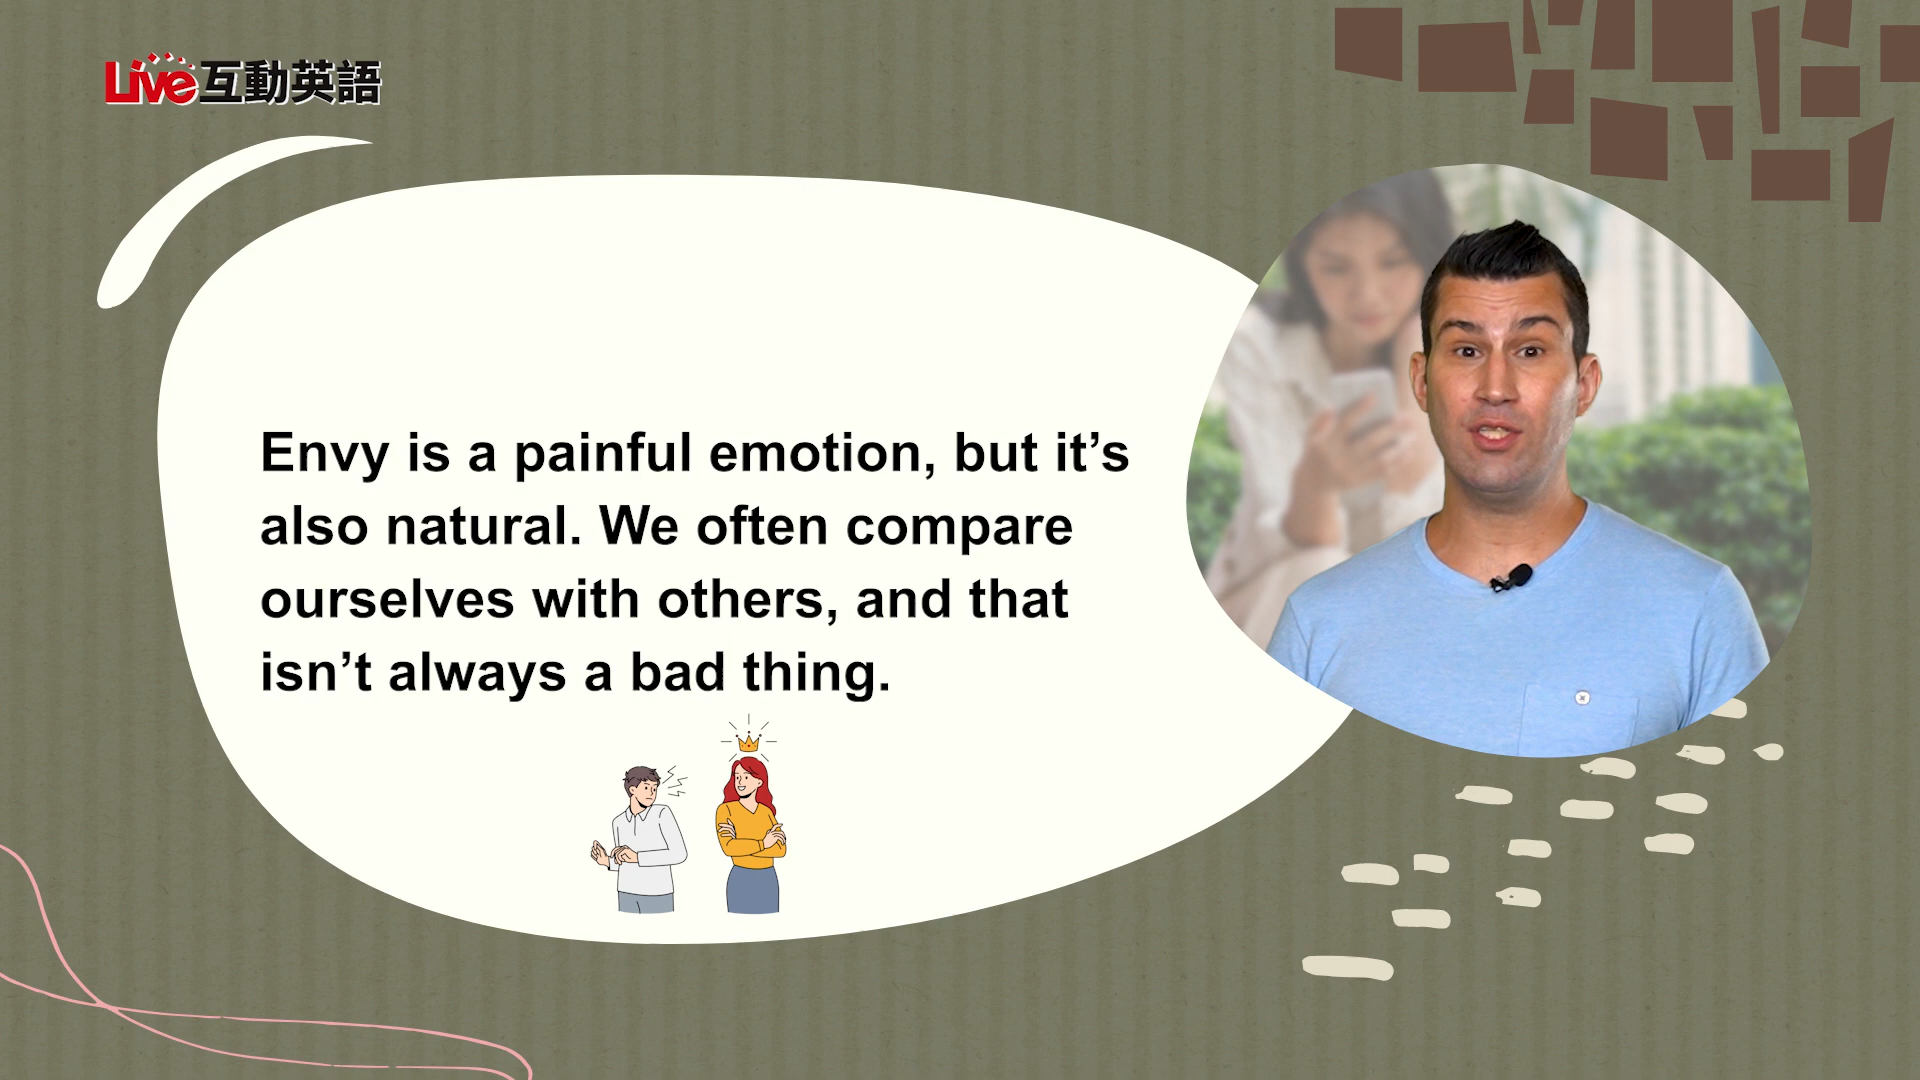 Live互動英語
Envy is a painful emotion, but it’s
also natural. We often compare
ourselves with others, and that
isn’t always a bad thing.